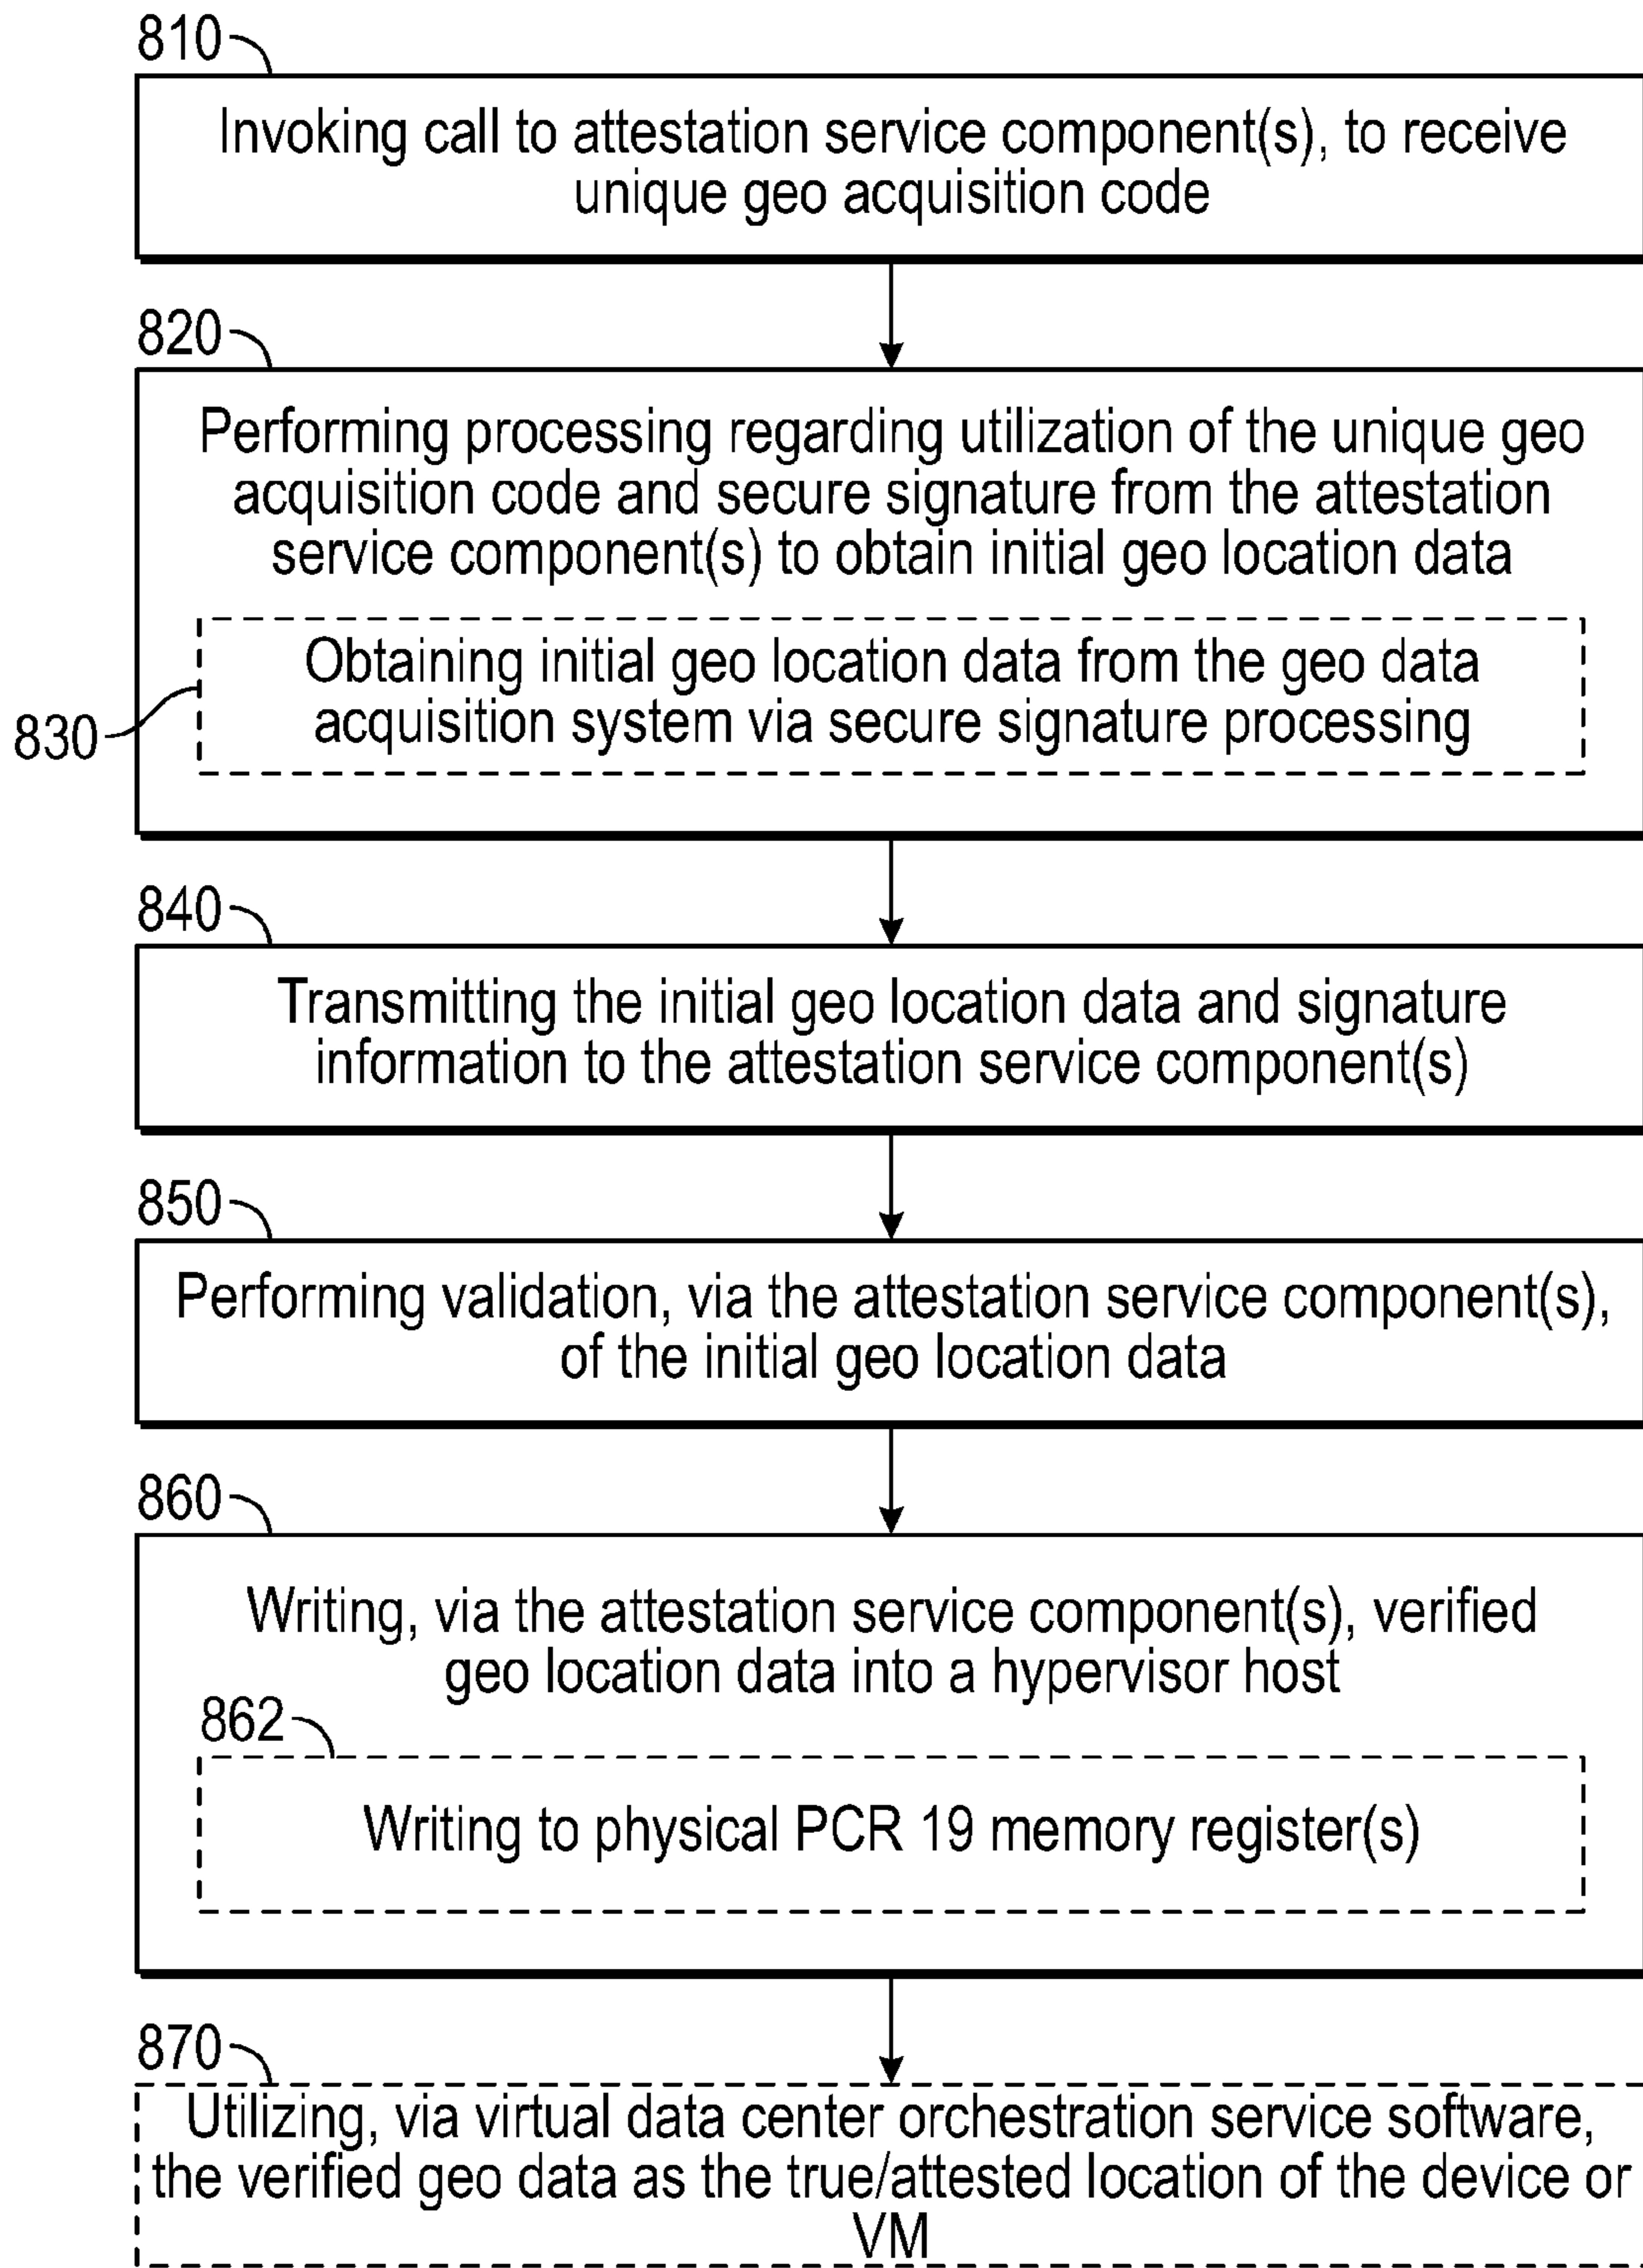 810
Invoking call to attestation service component(s), to receive
unique geo acquisition code
820
Performing processing regarding utilization of the unique geo
acquisition code and secure signature from the attestation
service component(s) to obtain initial geo location data
830
Obtaining initial geo location data from the geo data
acquisition system via secure signature processing
840
Transmitting the initial geo location data and signature
information to the attestation service component(s)
850
Performing validation, via the attestation service component(s),
of the initial geo location data
860
Writing, via the attestation service component(s), verified
geo location data into a hypervisor host
862
Writing to physical PCR 19 memory register(s)
870
Utilizing, via virtual data center orchestration service software,
the verified geo data as the true/attested location of the device or
VM